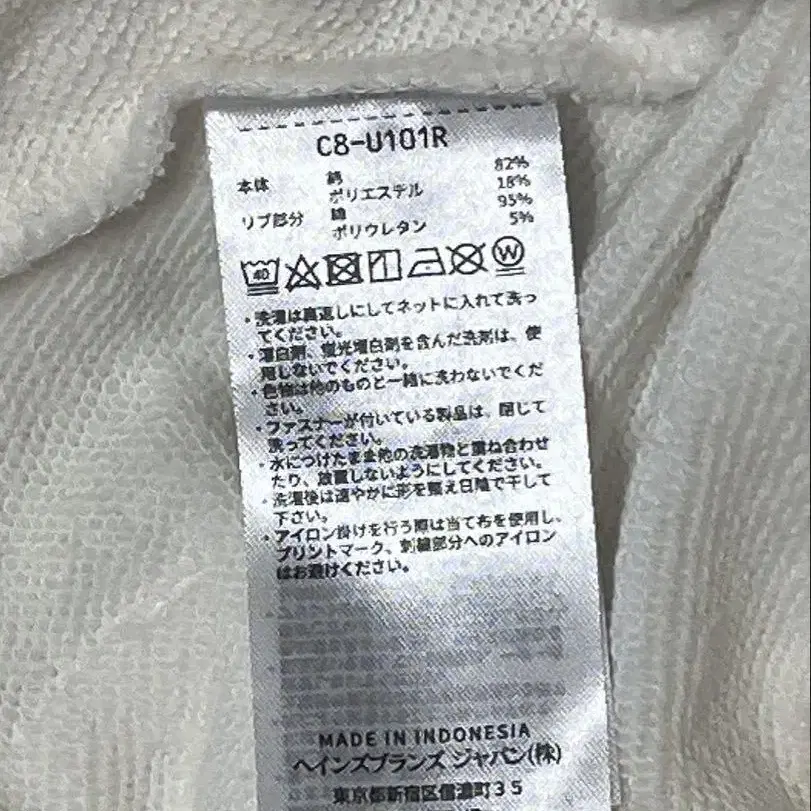 C8-U101R
本体 綿 82%
ポリエステル 18%
リブ部分 綿 95%
ポリウレタン 5%
40 W
・洗濯は裏返しにしてネットに入れて洗っ
てください。
・漂白剤、蛍光増白剤を含んだ洗剤は、使
用しないでください。
・色物は他のものと一緒に洗わないでくだ
さい。
・ファスナーが付いている製品は、閉じて
洗ってください。
・水につけたまま他の洗濯物と重ね合わせ
たり、放置しないようにしてください。
・洗濯後は速やかに形を整え日陰で干して
下さい。
・アイロン掛けを行う際は当て布を使用し、
プリントマーク、刺繍部分へのアイロン
はお避けください。
MADE IN INDONESIA
ヘインズブランズ ジャパン(株)
東京都新宿区信濃町35